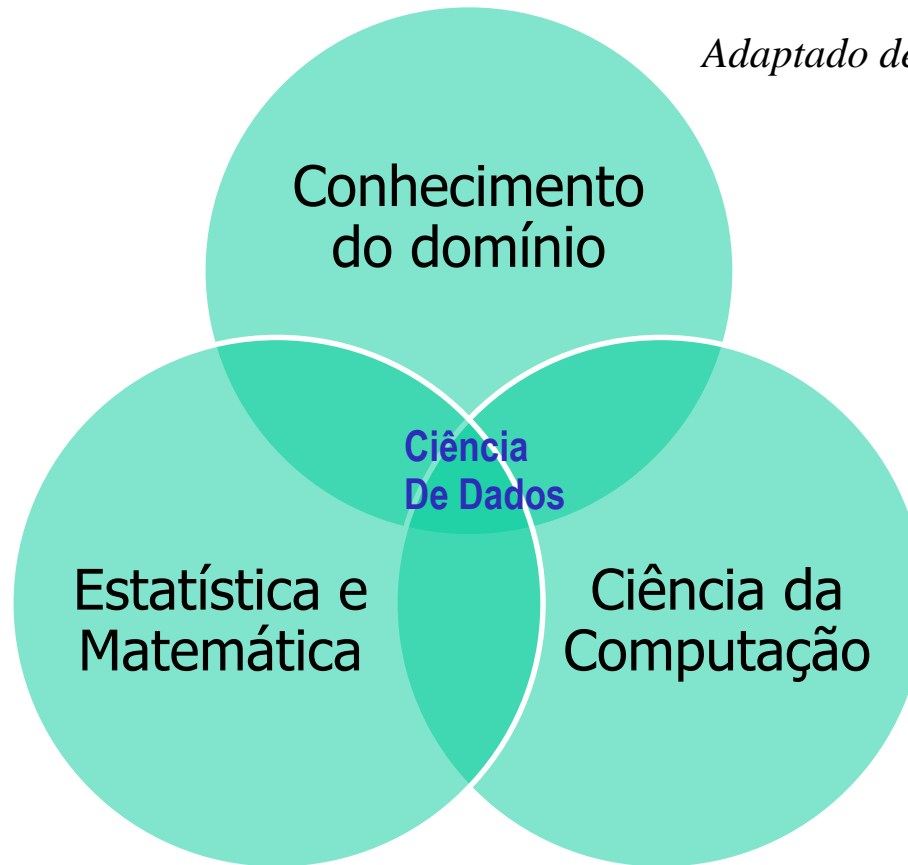 Adaptado de
Conhecimento
do domínio
Ciência
De Dados
Estatística e
Matemática
Ciência da
Computação